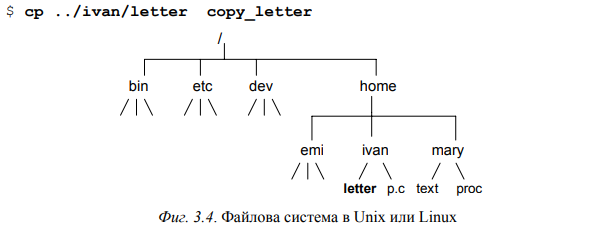 $ cp ../ivan/letter copy_letter
/
bin etc dev home
emi ivan mary
letter p.c text proc
Фиг. 3.4. Файлова система в Unix или Linux